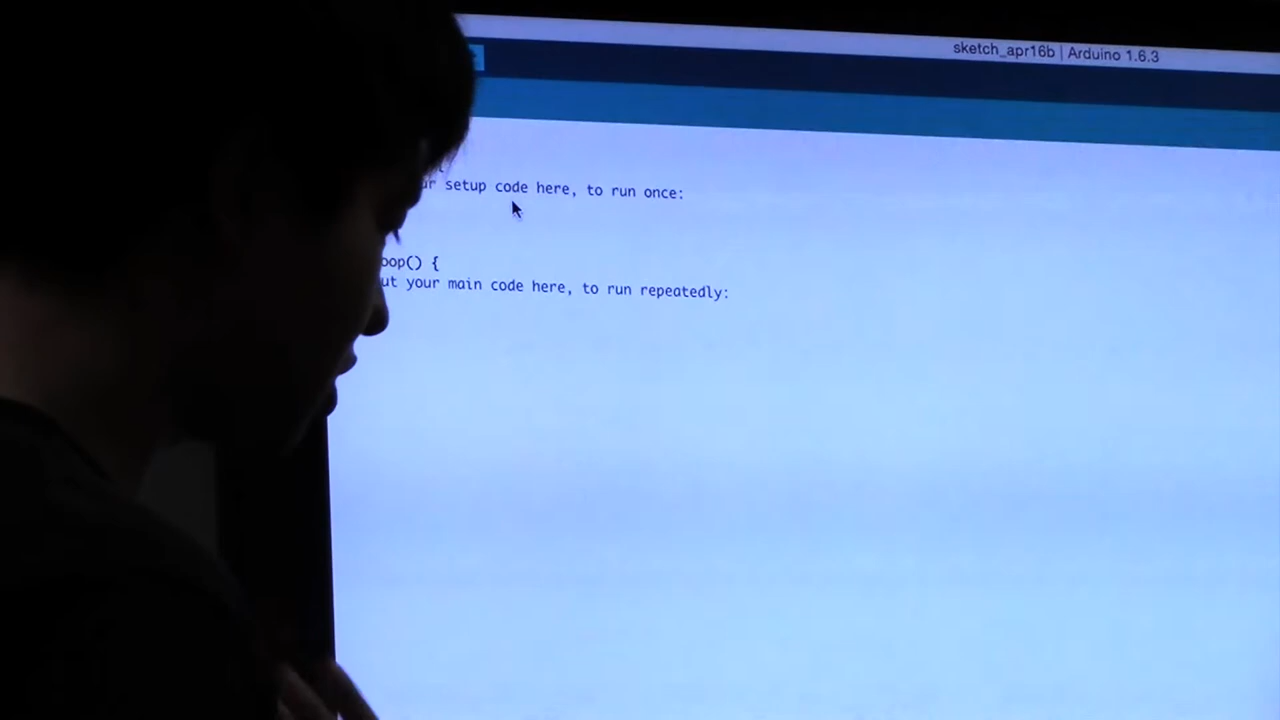 sketch_apr16b | Arduino 1.6.3
setup code here, to run once:
oop() {
ut your main code here, to run repeatedly: